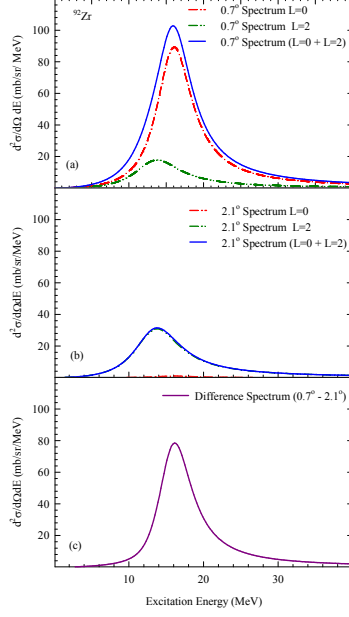 ⁹²Zr
0.7° Spectrum L=0
0.7° Spectrum L=2
0.7° Spectrum (L=0 + L=2)
d²σ/dΩ dE (mb/sr/ MeV)
100
80
60
40
20
(a)
2.1° Spectrum L=0
2.1° Spectrum L=2
2.1° Spectrum (L=0 + L=2)
d²σ/dΩdE (mb/sr/MeV)
100
80
60
40
20
(b)
Difference Spectrum (0.7° - 2.1°)
d²σ/dΩdE (mb/sr/MeV)
100
80
60
40
20
(c)
10 20 30
Excitation Energy (MeV)